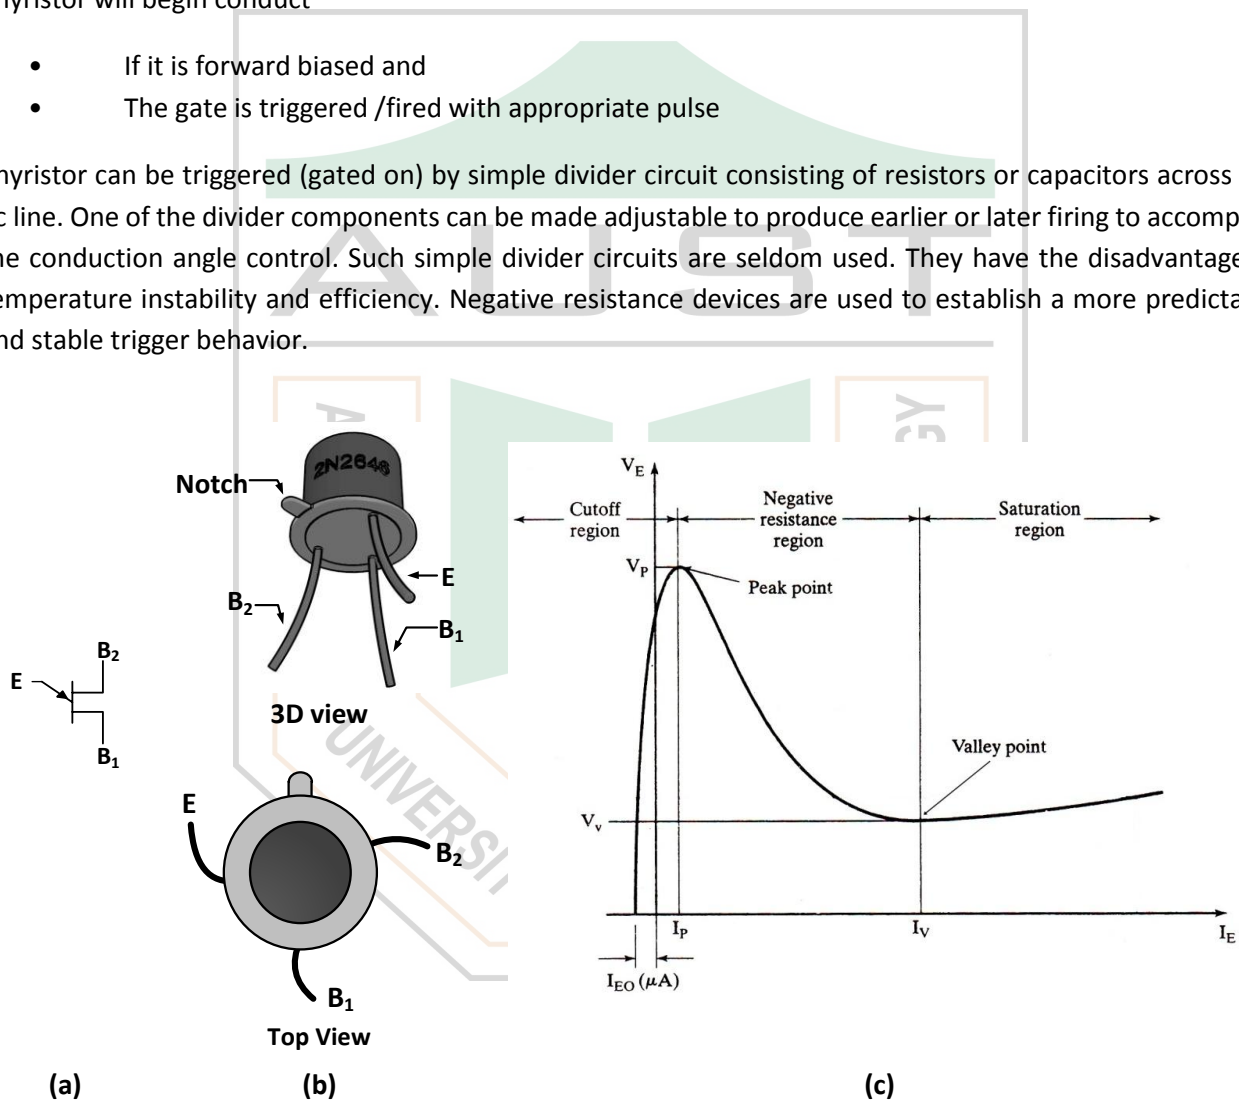 hyristor will begin conduct
• If it is forward biased and
• The gate is triggered /fired with appropriate pulse
hyristor can be triggered (gated on) by simple divider circuit consisting of resistors or capacitors across
c line. One of the divider components can be made adjustable to produce earlier or later firing to accomp
he conduction angle control. Such simple divider circuits are seldom used. They have the disadvantage
emperature instability and efficiency. Negative resistance devices are used to establish a more predicta
nd stable trigger behavior.
AUST
A
GY
UNIVERSIT
E
B2
B1
2N2646
Notch
E
B2
B1
3D view
E
B2
B1
Top View
VE
Cutoff
region
Negative
resistance
region
Saturation
region
VP
Peak point
Valley point
Vv
IP
IV
IE
IEO (μA)
(a)
(b)
(c)